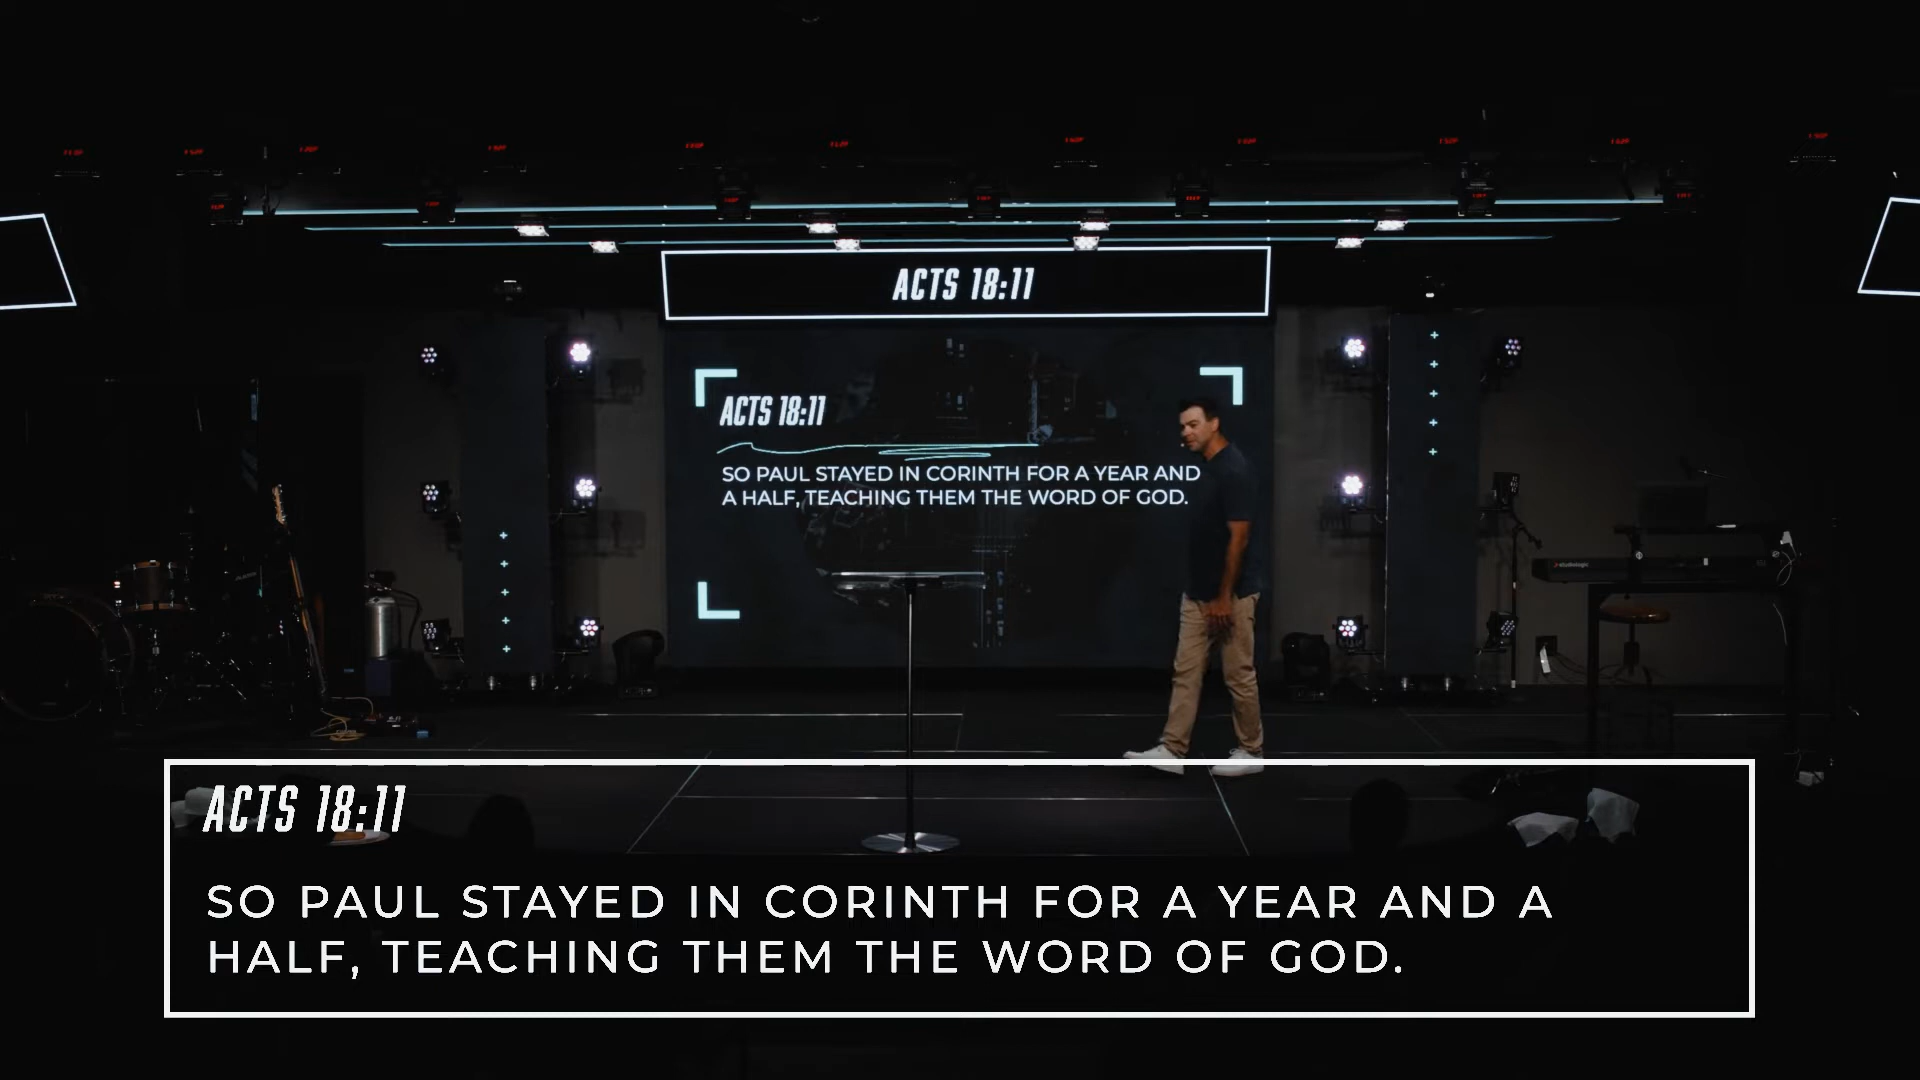 ACTS 18:11
ACTS 18:11
SO PAUL STAYED IN CORINTH FOR A YEAR AND
A HALF, TEACHING THEM THE WORD OF GOD.
studiologic
ACTS 18:11
SO PAUL STAYED IN CORINTH FOR A YEAR AND A
HALF, TEACHING THEM THE WORD OF GOD.